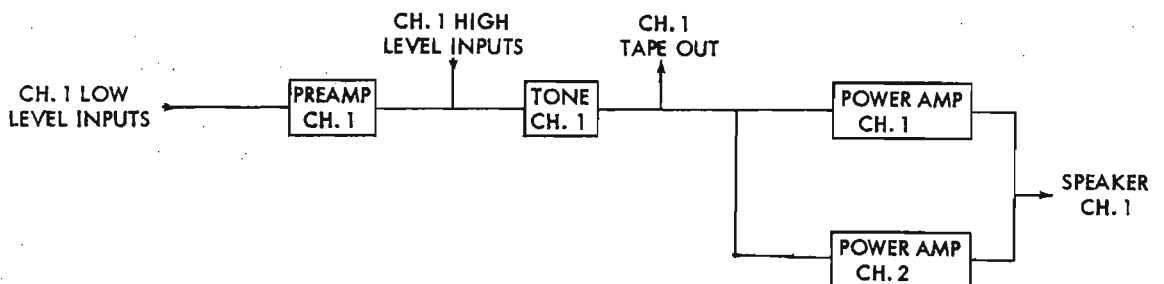 CH. 1 HIGH
LEVEL INPUTS
CH. 1
TAPE OUT
CH. 1 LOW
LEVEL INPUTS
PREAMP
CH. 1
TONE
CH. 1
POWER AMP
CH. 1
SPEAKER
CH. 1
POWER AMP
CH. 2